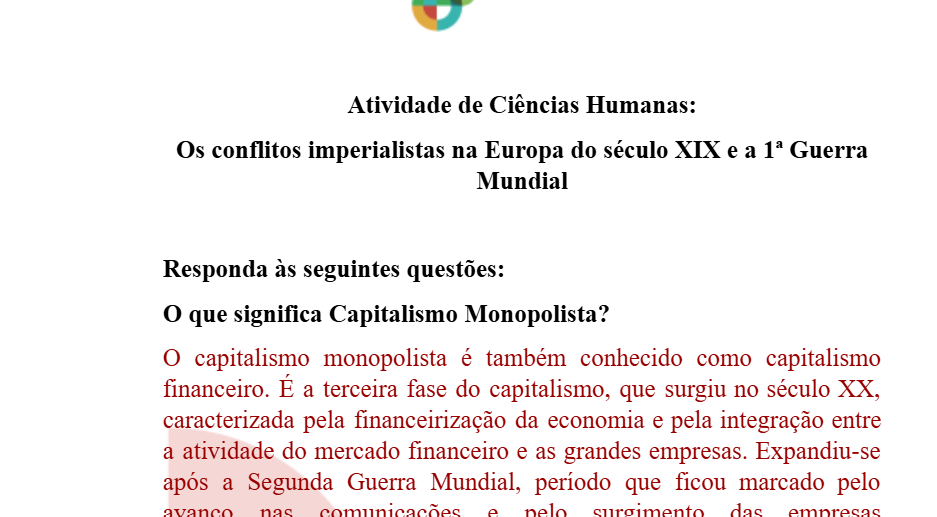 Atividade de Ciências Humanas:
Os conflitos imperialistas na Europa do século XIX e a 1ª Guerra
Mundial
Responda às seguintes questões:
O que significa Capitalismo Monopolista?
O capitalismo monopolista é também conhecido como capitalismo
financeiro. É a terceira fase do capitalismo, que surgiu no século XX,
caracterizada pela financeirização da economia e pela integração entre
a atividade do mercado financeiro e as grandes empresas. Expandiu-se
após a Segunda Guerra Mundial, período que ficou marcado pelo
avanço nas comunicações e pelo surgimento das empresas